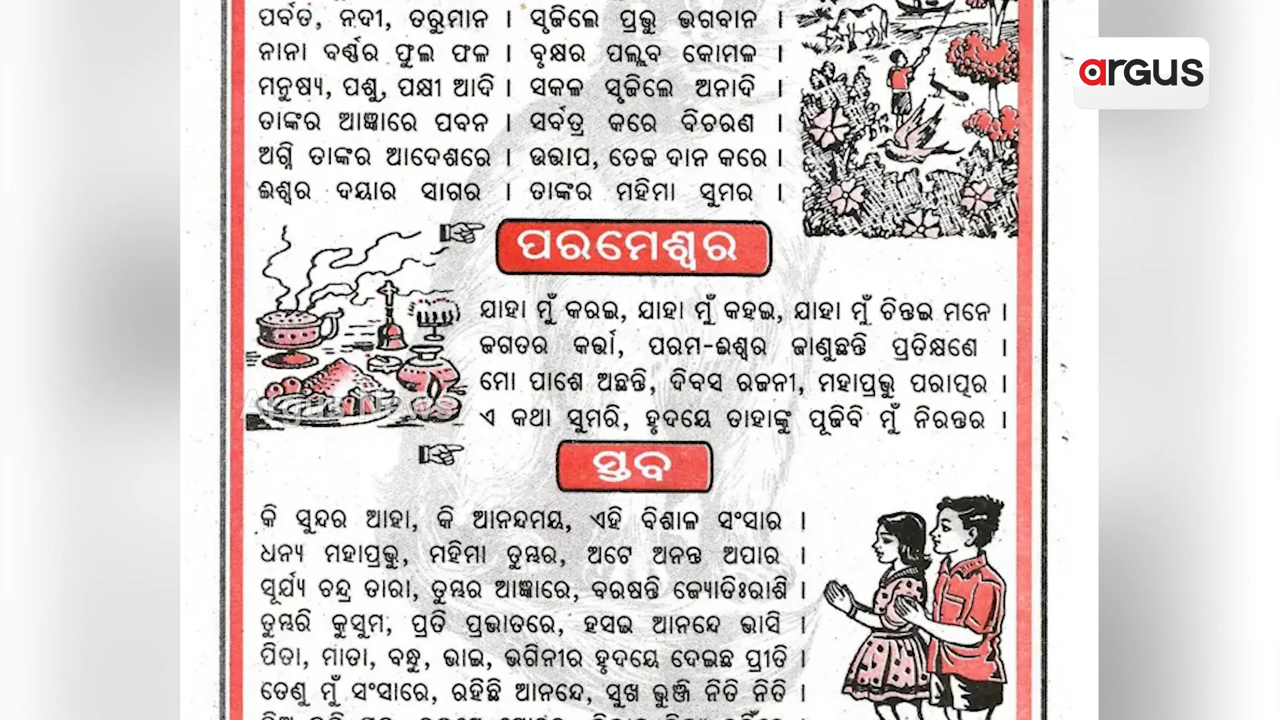 ପର୍ବତ, ନଦୀ, ତରୁମାନ । ସୃଜିଲେ ପ୍ରଭୁ ଭଗବାନ ।
ନାନା ବର୍ଣ୍ଣର ଫୁଲ ଫଳ । ବୃକ୍ଷର ପଲ୍ଲବ କୋମଳ ।
ମନୁଷ୍ୟ, ପଶୁ, ପକ୍ଷୀ ଆଦି । ସକଳ ସୃଜିଲେ ଅନାଦି ।
ତାଙ୍କର ଆଜ୍ଞାରେ ପବନ । ସର୍ବତ୍ର କରେ ବିଚରଣ ।
ଅଗ୍ନି ତାଙ୍କର ଆଦେଶରେ । ଉତ୍ତାପ, ତେଜ ଦାନ କରେ ।
ଈଶ୍ୱର ଦୟାର ସାଗର । ତାଙ୍କର ମହିମା ସୁମର ।
ପରମେଶ୍ୱର
ଯାହା ମୁଁ କରଇ, ଯାହା ମୁଁ କହଇ, ଯାହା ମୁଁ ଚିନ୍ତଇ ମନେ ।
ଜଗତର କର୍ତ୍ତା, ପରମ-ଈଶ୍ୱର ଜାଣୁଛନ୍ତି ପ୍ରତିକ୍ଷଣେ ।
ମୋ ପାଶେ ଅଛନ୍ତି, ଦିବସ ରଜନୀ, ମହାପ୍ରଭୁ ପରାତ୍ପର ।
ଏ କଥା ସୁମରି, ହୃଦୟେ ତାହାଙ୍କୁ ପୂଜିବି ମୁଁ ନିରନ୍ତର ।
ସ୍ତବ
କି ସୁନ୍ଦର ଆହା, କି ଆନନ୍ଦମୟ, ଏହି ବିଶାଳ ସଂସାର ।
ଧନ୍ୟ ମହାପ୍ରଭୁ, ମହିମା ତୁମ୍ଭର, ଅଟେ ଅନନ୍ତ ଅପାର ।
ସୂର୍ଯ୍ୟ ଚନ୍ଦ୍ର ତାରା, ତୁମ୍ଭର ଆଜ୍ଞାରେ, ବରଷନ୍ତି ଜ୍ୟୋତିଃରାଶି ।
ତୁମ୍ଭରି କୁସୁମ, ପ୍ରତି ପ୍ରଭାତରେ, ହସଇ ଆନନ୍ଦେ ଭାସି ।
ପିତା, ମାତା, ବନ୍ଧୁ, ଭାଇ, ଭଗିନୀର ହୃଦୟେ ଦେଇଛ ପ୍ରୀତି ।
ତେଣୁ ମୁଁ ସଂସାରେ, ରହିଛି ଆନନ୍ଦେ, ସୁଖ ଭୁଞ୍ଜି ନିତି ନିତି ।
argus
Argus News